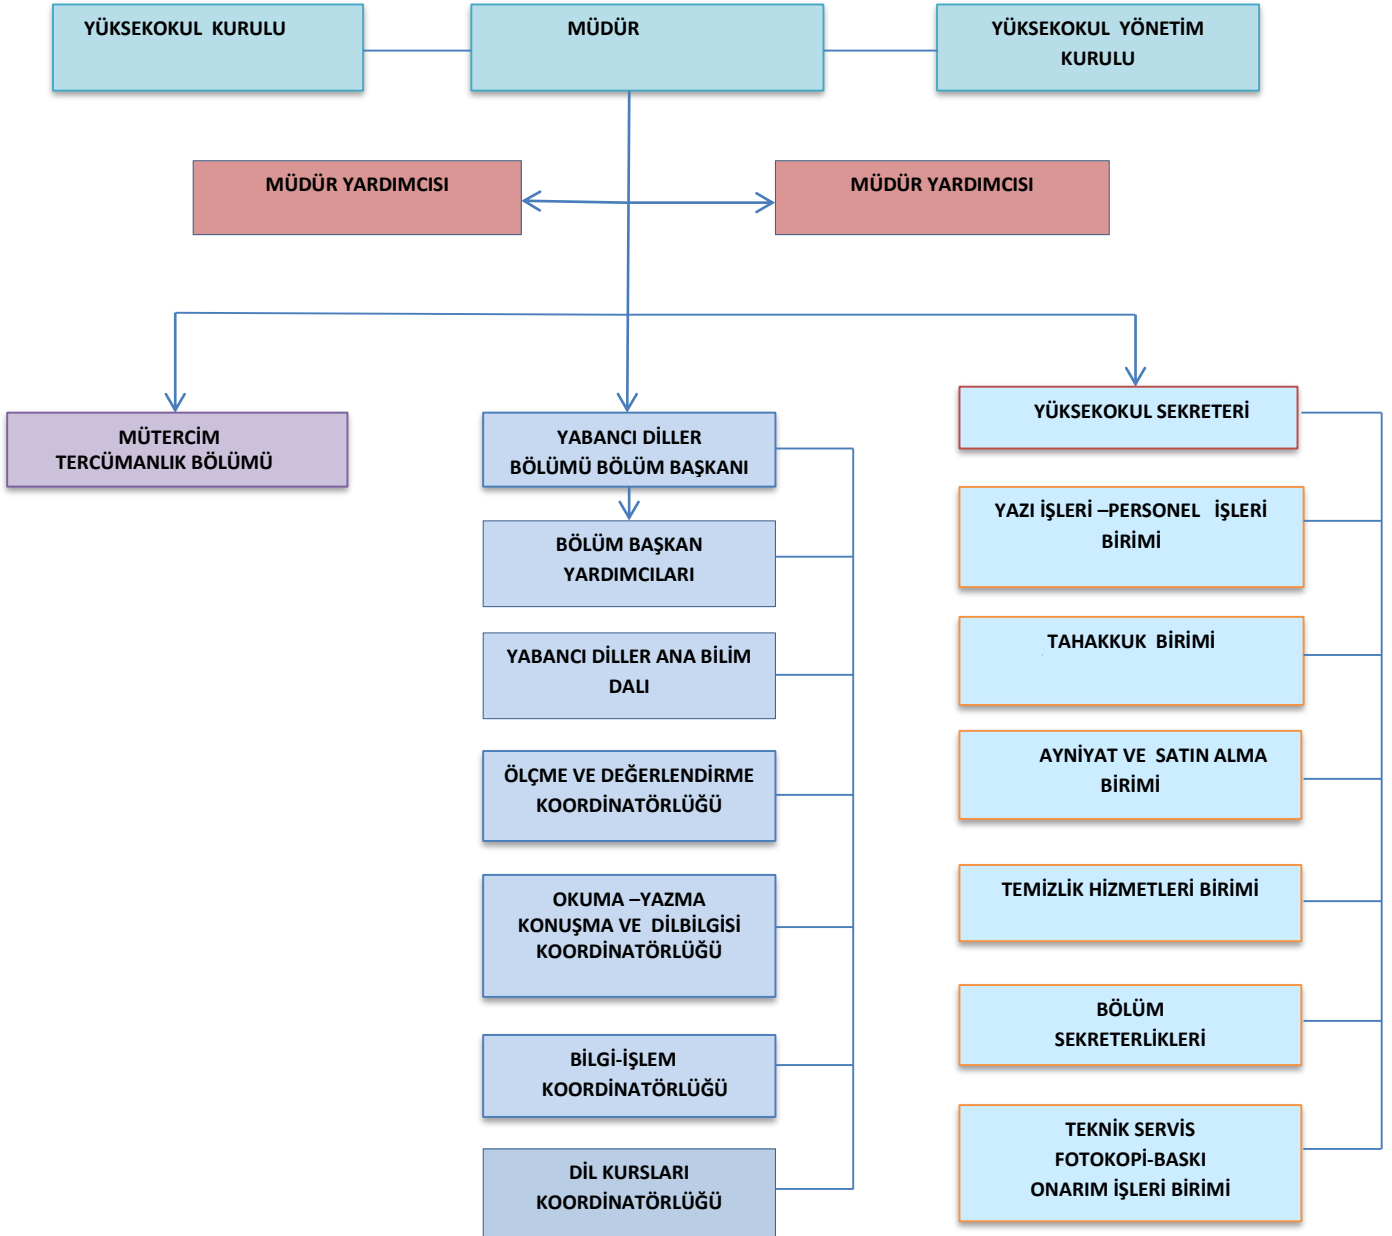 YÜKSEKOKUL KURULU
MÜDÜR
YÜKSEKOKUL YÖNETİM
KURULU
MÜDÜR YARDIMCISI
MÜDÜR YARDIMCISI
MÜTERCİM
TERCÜMANLIK BÖLÜMÜ
YABANCI DİLLER
BÖLÜMÜ BÖLÜM BAŞKANI
BÖLÜM BAŞKAN
YARDIMCILARI
YABANCI DİLLER ANA BİLİM
DALI
ÖLÇME VE DEĞERLENDİRME
KOORDİNATÖRLÜĞÜ
OKUMA –YAZMA
KONUŞMA VE DİLBİLGİSİ
KOORDİNATÖRLÜĞÜ
BİLGİ-İŞLEM
KOORDİNATÖRLÜĞÜ
DİL KURSLARI
KOORDİNATÖRLÜĞÜ
YÜKSEKOKUL SEKRETERİ
YAZI İŞLERİ –PERSONEL İŞLERİ
BİRİMİ
TAHAKKUK BİRİMİ
AYNİYAT VE SATIN ALMA
BİRİMİ
TEMİZLİK HİZMETLERİ BİRİMİ
BÖLÜM
SEKRETERLİKLERİ
TEKNİK SERVİS
FOTOKOPİ-BASKI
ONARIM İŞLERİ BİRİMİ